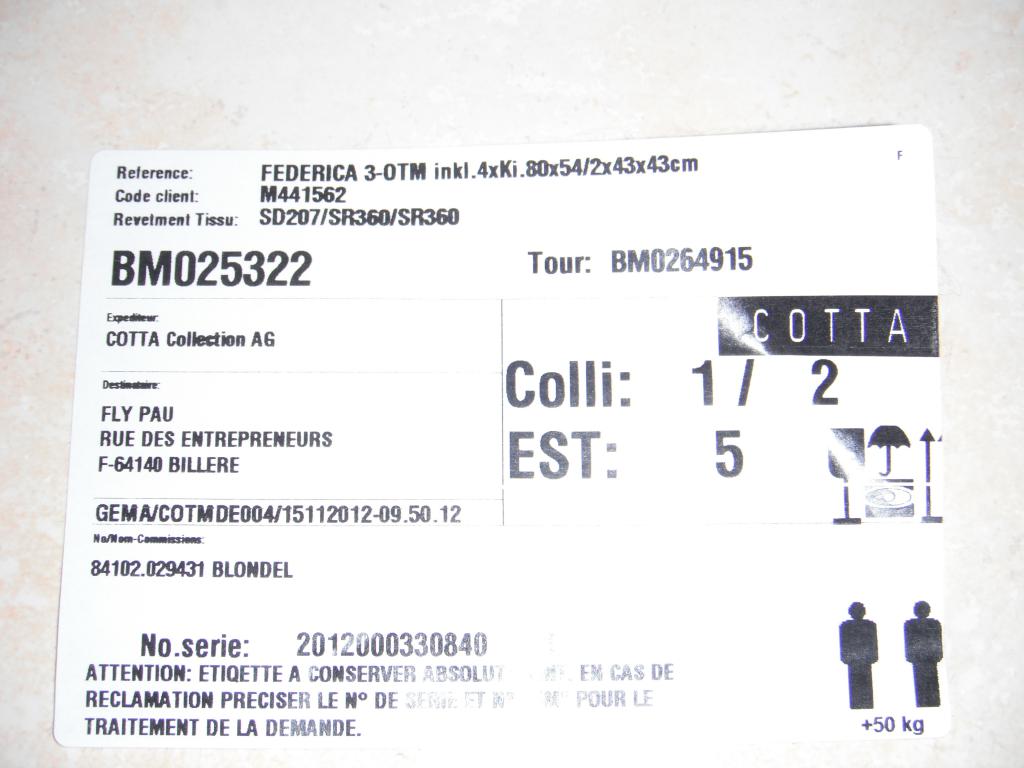 F
Reference: FEDERICA 3-OTM inkl.4xKi.80x54/2x43x43cm
Code client: M441562
Revetment Tissu: SD207/SR360/SR360
BM025322 Tour: BM0264915
Expediteur:
COTTA Collection AG
COTTA
Colli: 1 / 2
Destinataire:
FLY PAU
RUE DES ENTREPRENEURS
F-64140 BILLERE
EST: 5
GEMA/COTMDE004/15112012-09.50.12
No/Nom-Commissions:
84102.029431 BLONDEL
No.serie: 2012000330840
ATTENTION: ETIQETTE A CONSERVER EN CAS DE
RECLAMATION PRECISER LE Nº DE SERIE ET POUR LE
TRAITEMENT DE LA DEMANDE.
+50 kg